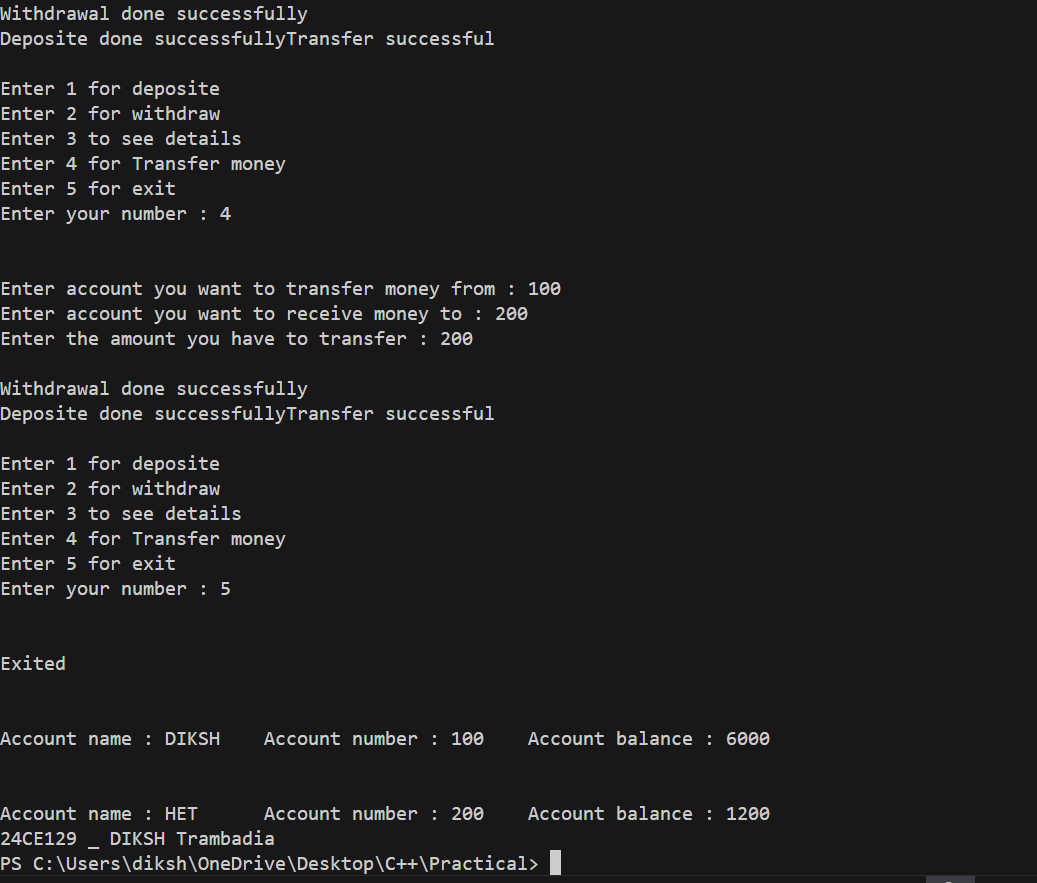 Withdrawal done successfully
Deposite done successfullyTransfer successful
Enter 1 for deposite
Enter 2 for withdraw
Enter 3 to see details
Enter 4 for Transfer money
Enter 5 for exit
Enter your number : 4
Enter account you want to transfer money from : 100
Enter account you want to receive money to : 200
Enter the amount you have to transfer : 200
Withdrawal done successfully
Deposite done successfullyTransfer successful
Enter 1 for deposite
Enter 2 for withdraw
Enter 3 to see details
Enter 4 for Transfer money
Enter 5 for exit
Enter your number : 5
Exited
Account name : DIKSH    Account number : 100    Account balance : 6000
Account name : HET      Account number : 200    Account balance : 1200
24CE129 _ DIKSH Trambadia
PS C:\Users\diksh\OneDrive\Desktop\C++\Practical>